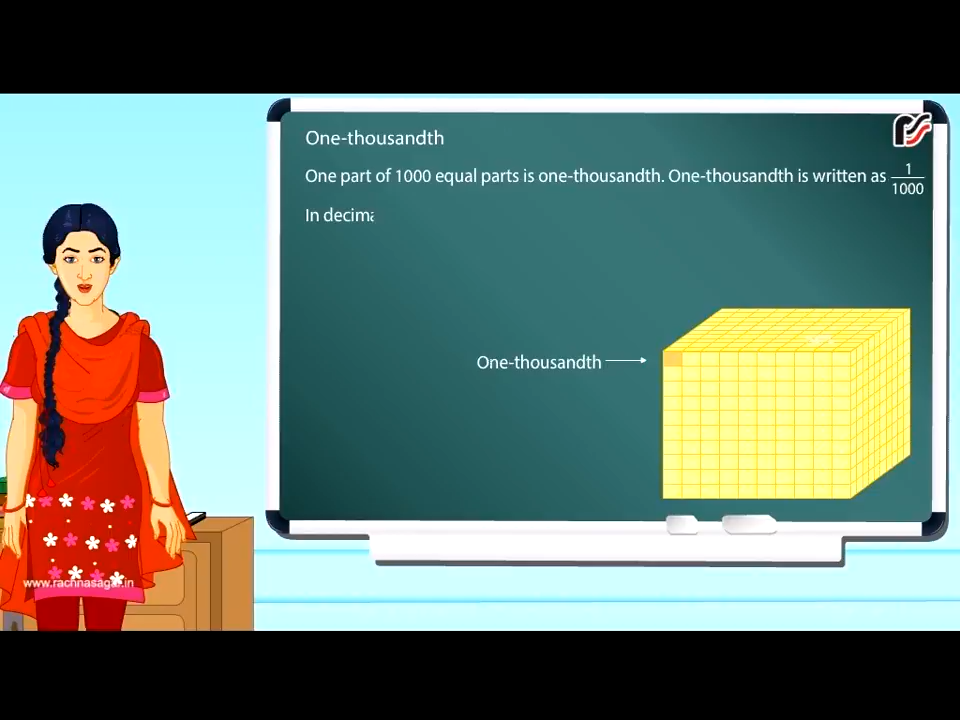 One-thousandth
One part of 1000 equal parts is one-thousandth. One-thousandth is written as 1/1000
In decima
One-thousandth
www.rachnasagar.in